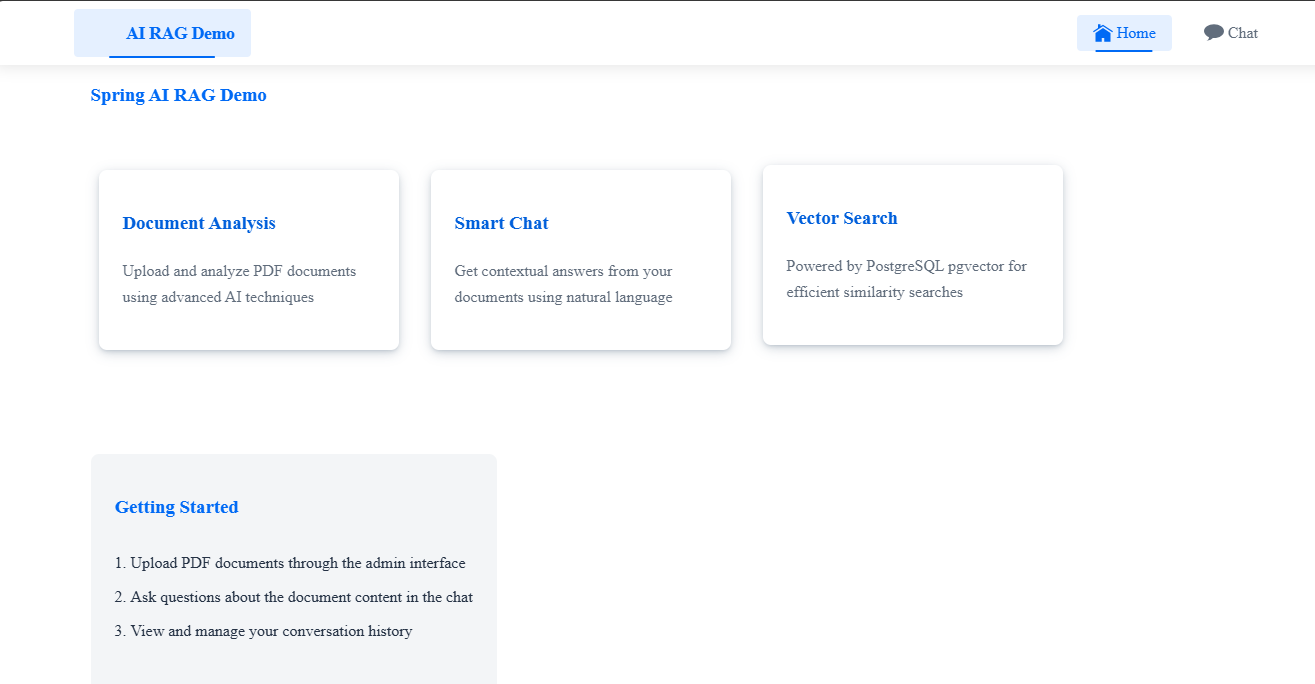 AI RAG Demo
Home
Chat
Spring AI RAG Demo
Document Analysis
Upload and analyze PDF documents
using advanced AI techniques
Smart Chat
Get contextual answers from your
documents using natural language
Vector Search
Powered by PostgreSQL pgvector for
efficient similarity searches
Getting Started
1. Upload PDF documents through the admin interface
2. Ask questions about the document content in the chat
3. View and manage your conversation history